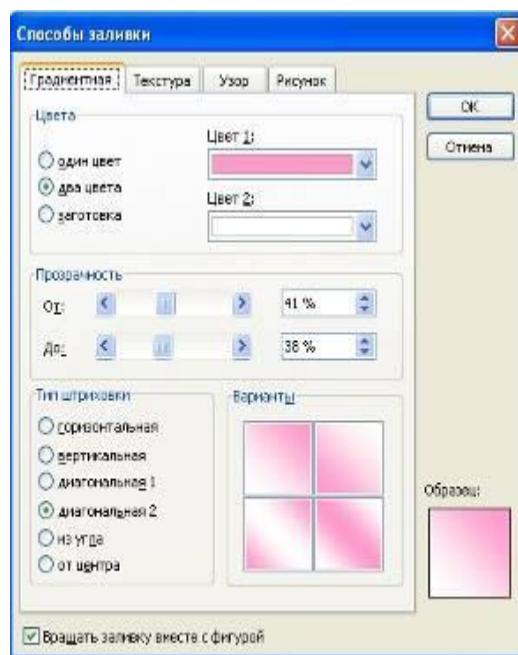 Способы заливки
Градиентная Текстура Узор Рисунок
ОК
Отмена
Цвета
один цвет
два цвета
заготовка
Цвет 1:
Цвет 2:
Прозрачность
От: 41 %
До: 38 %
Тип штриховки
горизонтальная
вертикальная
диагональная 1
диагональная 2
из угла
от центра
Варианты
Образец:
Вращать заливку вместе с фигурой